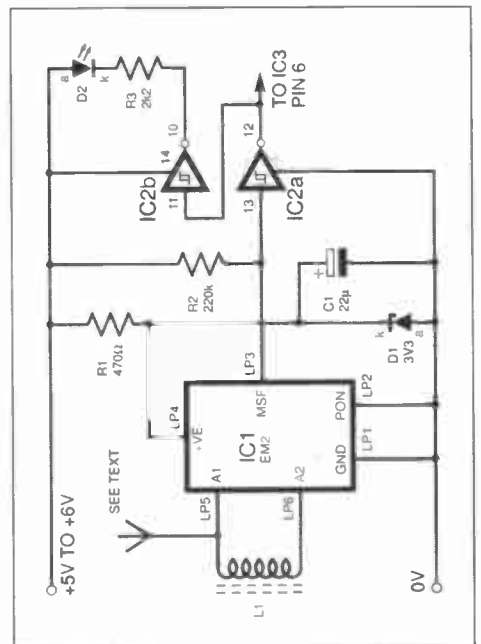 +5V TO +6V
SEE TEXT
R1
470Ω
R2
220k
a
D2
k
R3
2k2
IC2b
11
14
10
LP4
+VE
LP5
A1
LP6
A2
L1
IC1
EM2
MSF
LP3
GND
PON
LP1
LP2
13
12
IC2a
TO IC3
PIN 6
+
C1
22µ
k
D1
3V3
a
0V